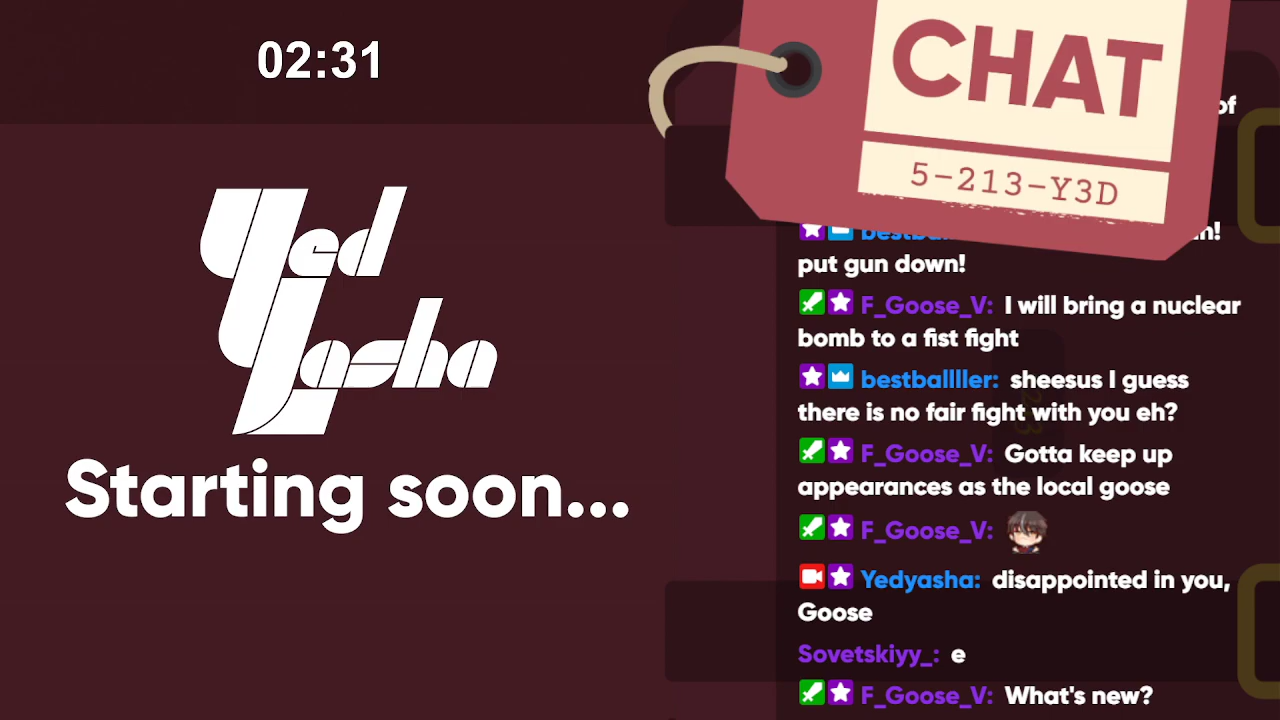 02:31
Yed
Yasha
Starting soon...
CHAT
5-213-Y3D
of
put gun down!
F_Goose_V: I will bring a nuclear
bomb to a fist fight
bestballller: sheesus I guess
there is no fair fight with you eh?
F_Goose_V: Gotta keep up
appearances as the local goose
F_Goose_V:
Yedyasha: disappointed in you,
Goose
Sovetskiyy_: e
F_Goose_V: What's new?